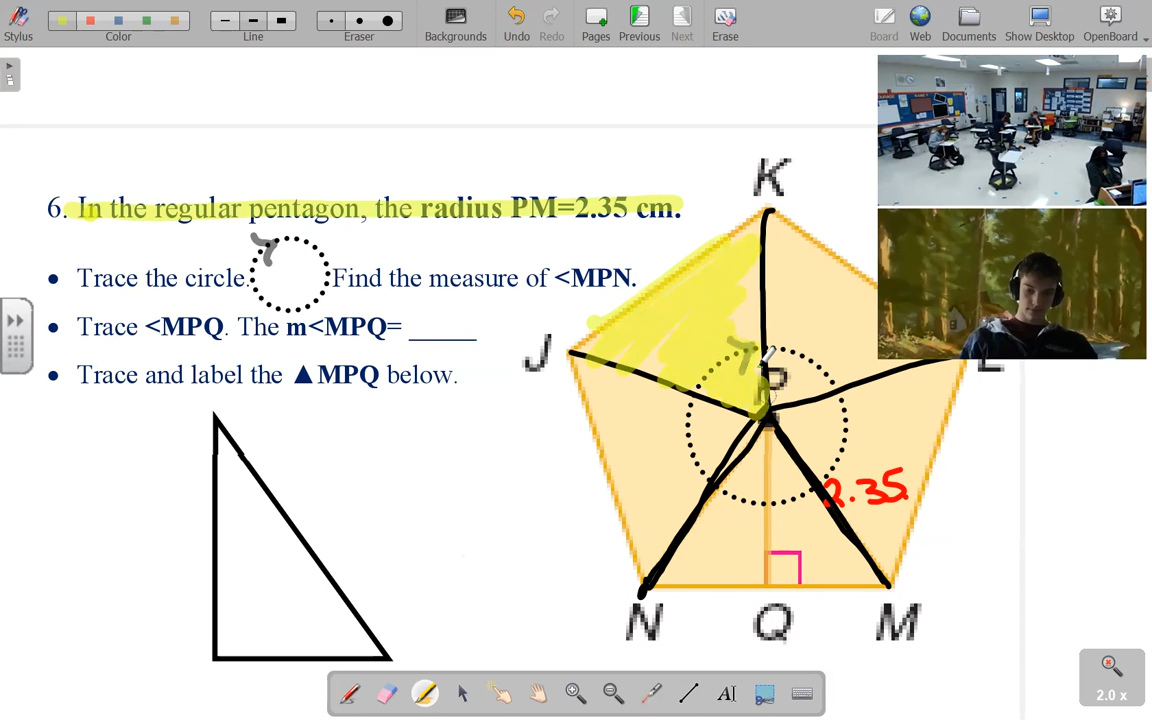 Stylus Color Line Eraser Backgrounds Undo Redo Pages Previous Next Erase Board Web Documents Show Desktop OpenBoard
6. In the regular pentagon, the radius PM=2.35 cm.
• Trace the circle. Find the measure of <MPN.
• Trace <MPQ. The m<MPQ= _____
• Trace and label the ▲MPQ below.
K
J
L
P
2.35
N Q M
AI
2.0 x